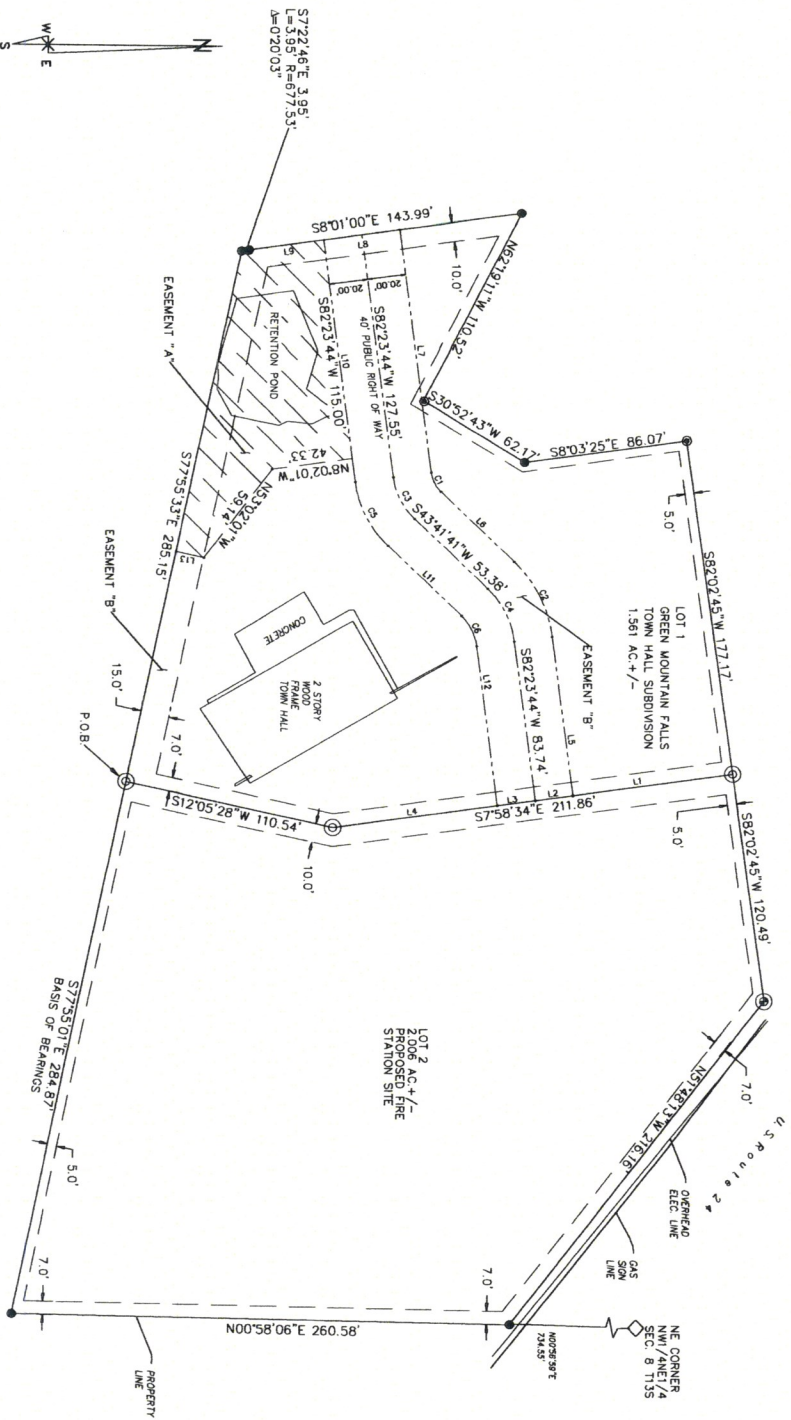 N
W E
S
S7°22'46"E 3.95'
L=3.95' R=677.53'
Δ=0°20'03"
S8°01'00"E 143.99'
10.0'
N62°19'11"W 110.52'
S30°52'43"W 62.17'
S8°03'25"E 86.07'
5.0'
S82°02'45"W 177.17'
LOT 1
GREEN MOUNTAIN FALLS
TOWN HALL SUBDIVISION
1.561 AC.+/-
L9
L8
20.00'
20.00'
L7
S82°23'44"W 127.55'
40' PUBLIC RIGHT OF WAY
L10
S82°23'44"W 115.00'
C1
L6
C3
S43°41'41"W 53.38'
C2
C4
C5
L11
C6
L12
S82°23'44"W 83.74'
L5
EASEMENT "B"
RETENTION POND
EASEMENT "A"
N8°02'01"W
42.33'
N53°02'01"W
59.14'
L13
S77°55'33"E 285.15'
EASEMENT "B"
15.0'
7.0'
P.O.B.
CONCRETE
2 STORY
WOOD
FRAME
TOWN HALL
S12°05'28"W 110.54'
10.0'
L4
L3
L2
L1
S7°58'34"E 211.86'
5.0'
S82°02'45"W 120.49'
LOT 2
2.006 AC.+/-
PROPOSED FIRE
STATION SITE
N51°48'13"W 216.16'
7.0'
U.S Route 24
OVERHEAD
ELEC. LINE
GAS
SIGN
LINE
S77°55'01"E 284.87'
BASIS OF BEARINGS
5.0'
7.0'
7.0'
N00°58'06"E 260.58'
PROPERTY
LINE
N00°56'59"E
734.55'
NE CORNER
NW1/4NE1/4
SEC. 8 T13S